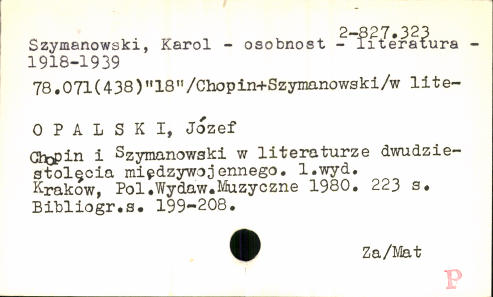 2-827.323
Szymanowski, Karol - osobnost - literatura -
1918-1939
78.071(438)"18"/Chopin+Szymanowski/w lite-
O P A L S K I, Józef
Chopin i Szymanowski w literaturze dwudzie-
stolęcia międzywojennego. 1.wyd.
Kraków, Pol.Wydaw.Muzyczne 1980. 223 s.
Bibliogr.s. 199-208.
Za/Mat
P